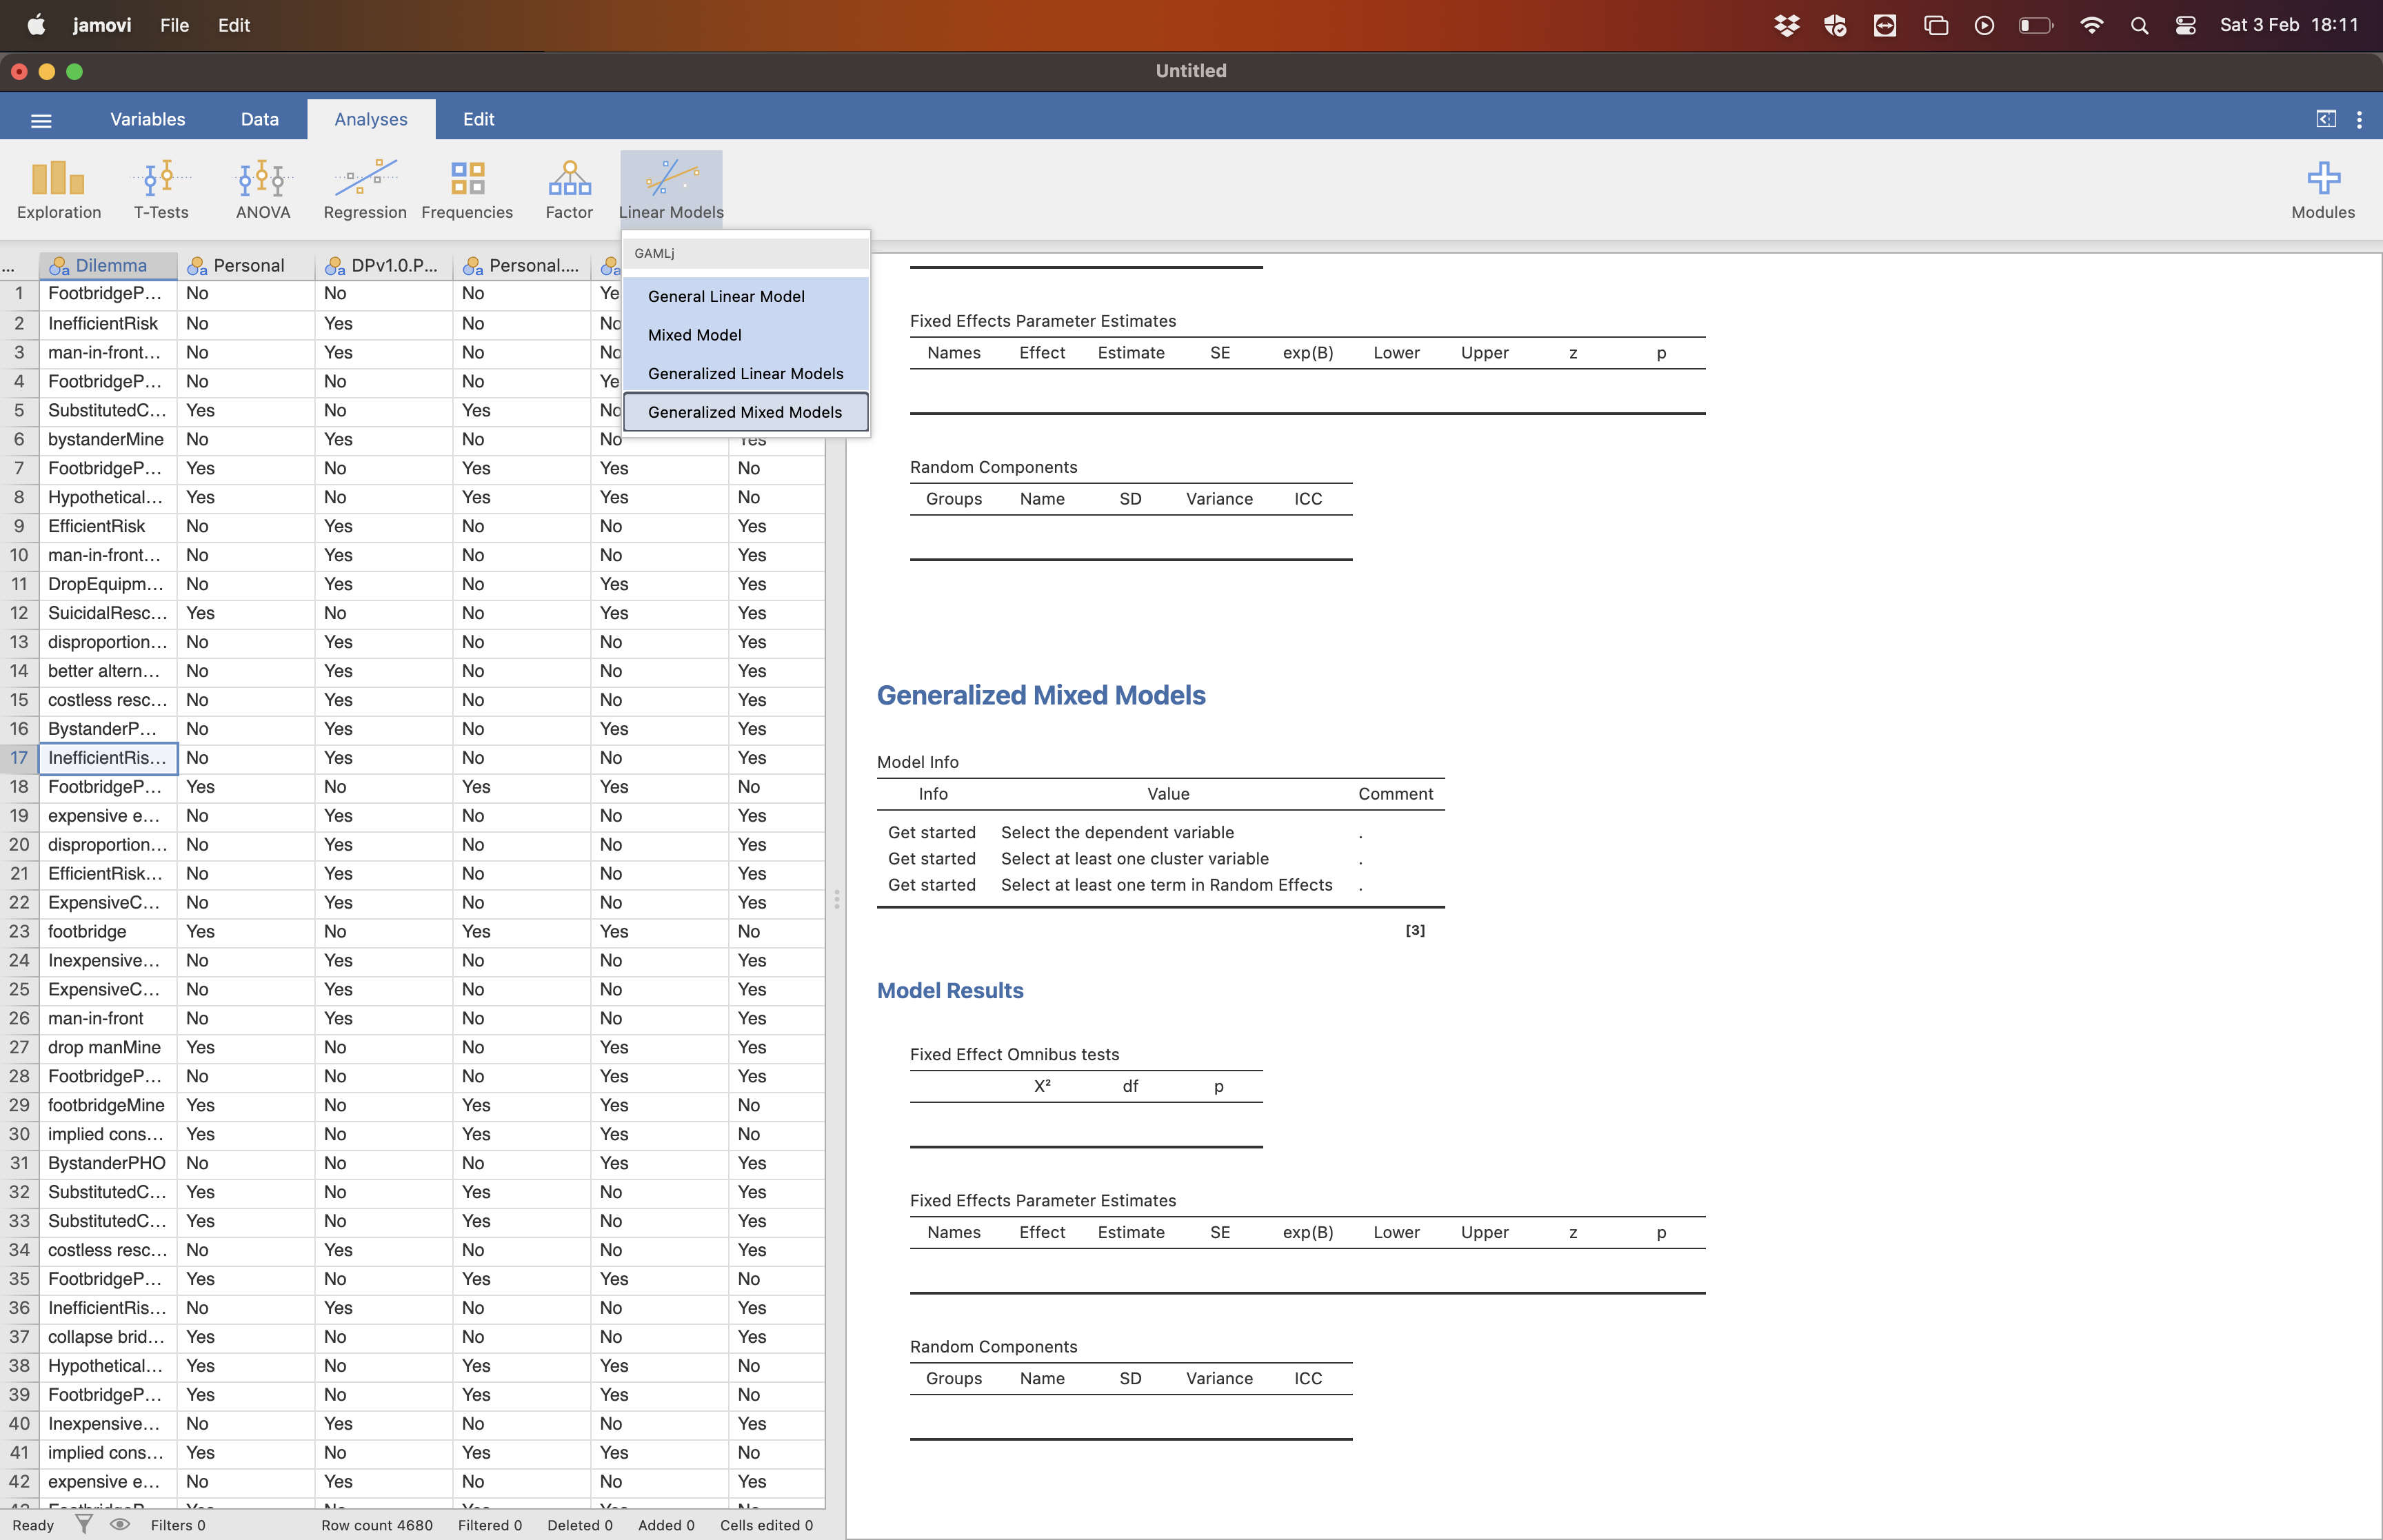 jamovi File Edit Sat 3 Feb 18:11
Untitled
Variables Data Analyses Edit
Exploration T-Tests ANOVA Regression Frequencies Factor Linear Models Modules
GAMLj
General Linear Model
Mixed Model
Generalized Linear Models
Generalized Mixed Models
... Dilemma Personal DPv1.0.P... Personal....
1 FootbridgeP... No No No Ye
2 InefficientRisk No Yes No No
3 man-in-front... No Yes No No
4 FootbridgeP... No No No Ye
5 SubstitutedC... Yes No Yes No
6 bystanderMine No Yes No No Yes
7 FootbridgeP... Yes No Yes Yes No
8 Hypothetical... Yes No Yes Yes No
9 EfficientRisk No Yes No No Yes
10 man-in-front... No Yes No No Yes
11 DropEquipm... No Yes No Yes Yes
12 SuicidalResc... Yes No No Yes Yes
13 disproportion... No Yes No No Yes
14 better altern... No Yes No No Yes
15 costless resc... No Yes No No Yes
16 BystanderP... No Yes No Yes Yes
17 InefficientRis... No Yes No No Yes
18 FootbridgeP... Yes No Yes Yes No
19 expensive e... No Yes No No Yes
20 disproportion... No Yes No No Yes
21 EfficientRisk... No Yes No No Yes
22 ExpensiveC... No Yes No No Yes
23 footbridge Yes No Yes Yes No
24 Inexpensive... No Yes No No Yes
25 ExpensiveC... No Yes No No Yes
26 man-in-front No Yes No No Yes
27 drop manMine Yes No No Yes Yes
28 FootbridgeP... No No No Yes Yes
29 footbridgeMine Yes No Yes Yes No
30 implied cons... Yes No Yes Yes No
31 BystanderPHO No No No Yes Yes
32 SubstitutedC... Yes No Yes No Yes
33 SubstitutedC... Yes No Yes No Yes
34 costless resc... No Yes No No Yes
35 FootbridgeP... Yes No Yes Yes No
36 InefficientRis... No Yes No No Yes
37 collapse brid... Yes No No No Yes
38 Hypothetical... Yes No Yes Yes No
39 FootbridgeP... Yes No Yes Yes No
40 Inexpensive... No Yes No No Yes
41 implied cons... Yes No Yes Yes No
42 expensive e... No Yes No No Yes
Ready Filters 0 Row count 4680 Filtered 0 Deleted 0 Added 0 Cells edited 0
Fixed Effects Parameter Estimates
Names Effect Estimate SE exp(B) Lower Upper z p
Random Components
Groups Name SD Variance ICC
Generalized Mixed Models
Model Info
Info Value Comment
Get started Select the dependent variable .
Get started Select at least one cluster variable .
Get started Select at least one term in Random Effects .
[3]
Model Results
Fixed Effect Omnibus tests
X² df p
Fixed Effects Parameter Estimates
Names Effect Estimate SE exp(B) Lower Upper z p
Random Components
Groups Name SD Variance ICC